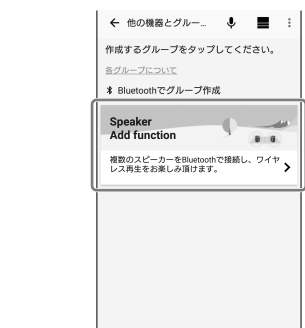 他の機器とグルー...
作成するグループをタップしてください。
各グループについて
Bluetoothでグループ作成
Speaker
Add function
複数のスピーカーをBluetoothで接続し、ワイヤ
レス再生をお楽しみ頂けます。